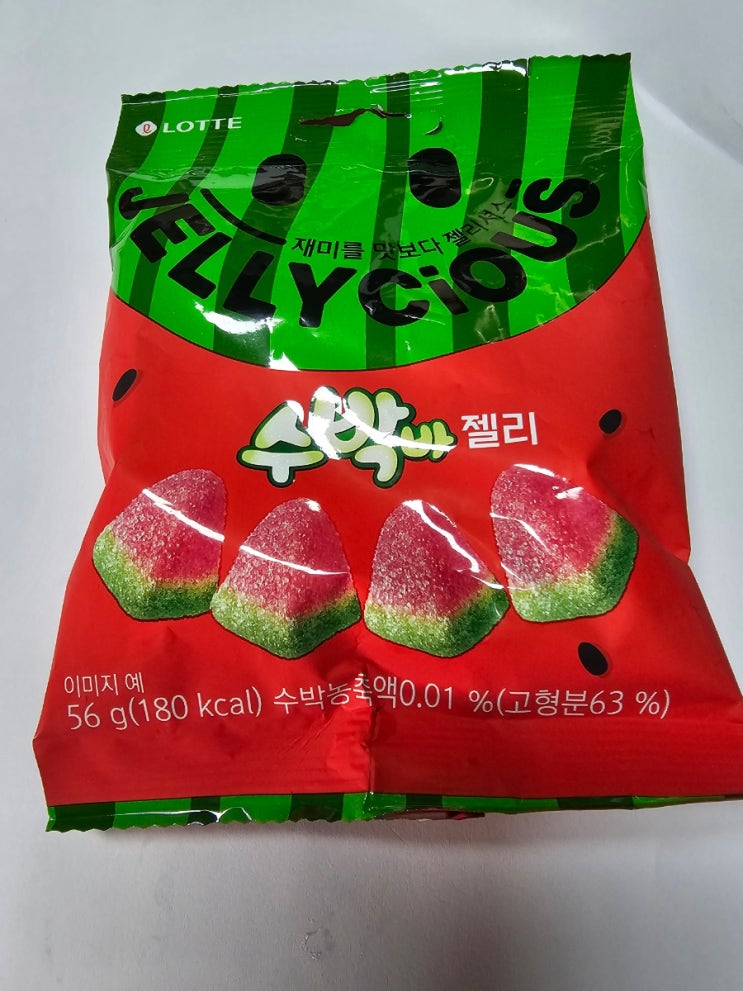 LOTTE
재미를 맛보다 젤리셔스
JELLYCiOUS
수박바 젤리
이미지 예
56 g(180 kcal) 수박농축액0.01 %(고형분63 %)